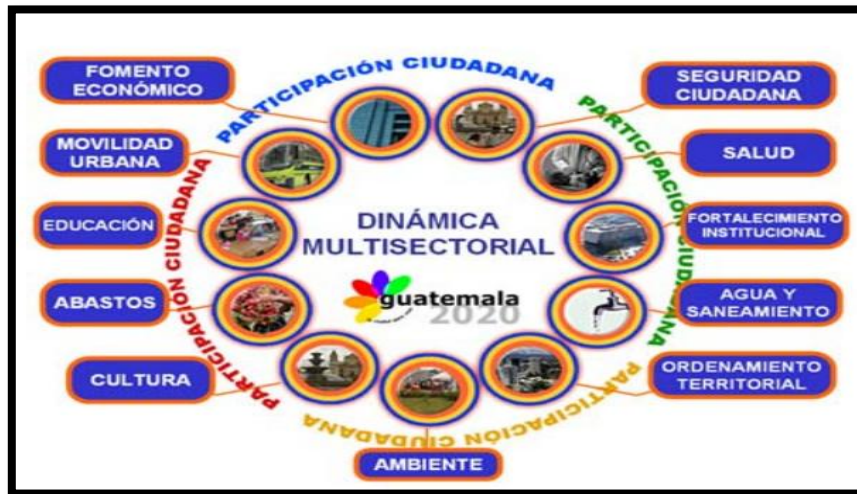 PARTICIPACIÓN CIUDADANA
FOMENTO
ECONÓMICO
SEGURIDAD
CIUDADANA
MOVILIDAD
URBANA
SALUD
PARTICIPACIÓN CIUDADANA
PARTICIPACIÓN CIUDADANA
EDUCACIÓN
DINÁMICA
MULTISECTORIAL
FORTALECIMIENTO
INSTITUCIONAL
ABASTOS
guatemala
2020
AGUA Y
SANEAMIENTO
CULTURA
ORDENAMIENTO
TERRITORIAL
PARTICIPACIÓN CIUDADANA
AMBIENTE